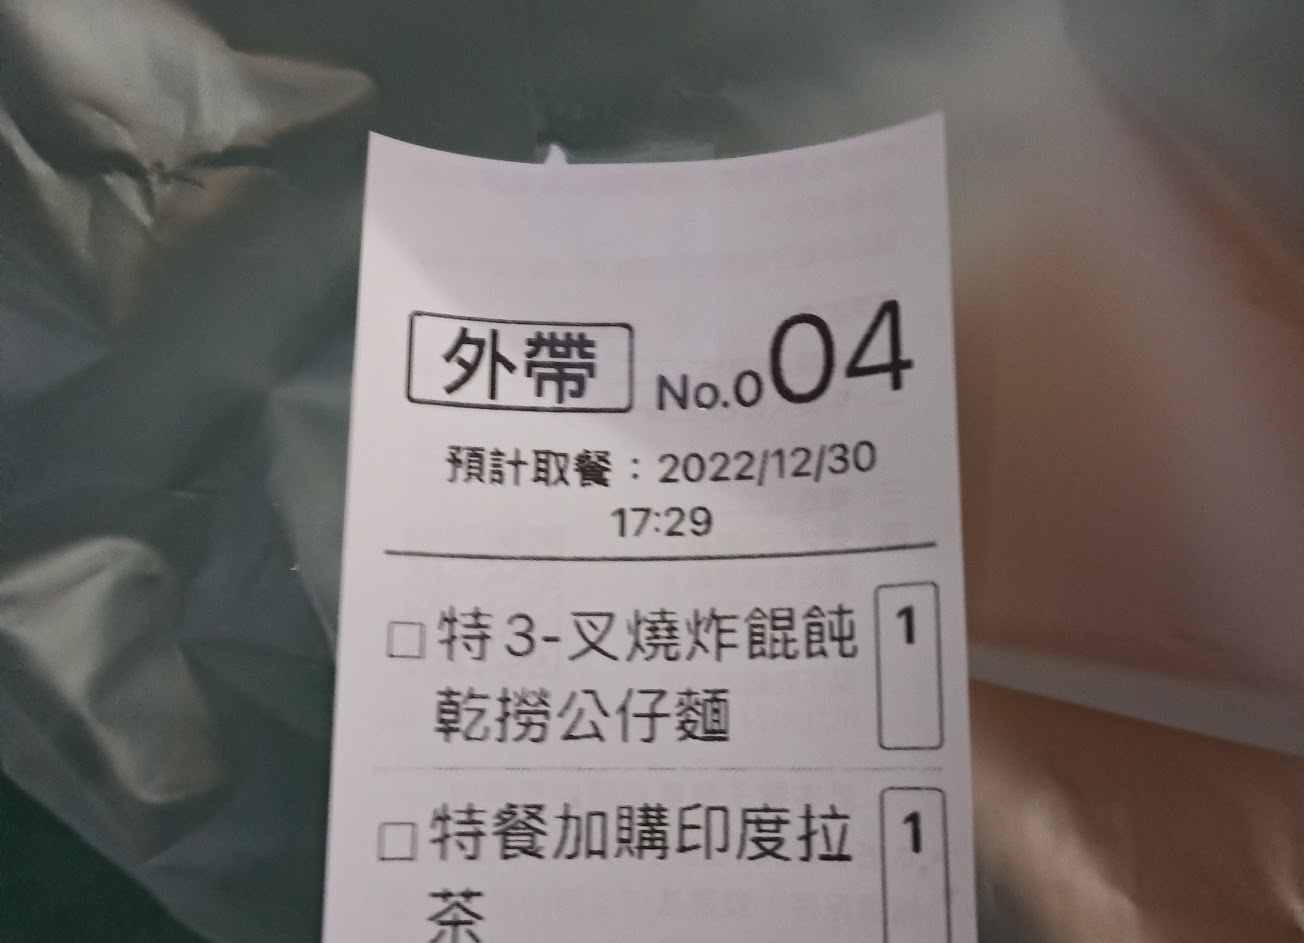 外帶 No.004
預計取餐：2022/12/30
17:29
□特3-叉燒炸餛飩 1
乾撈公仔麵
□特餐加購印度拉 1
茶